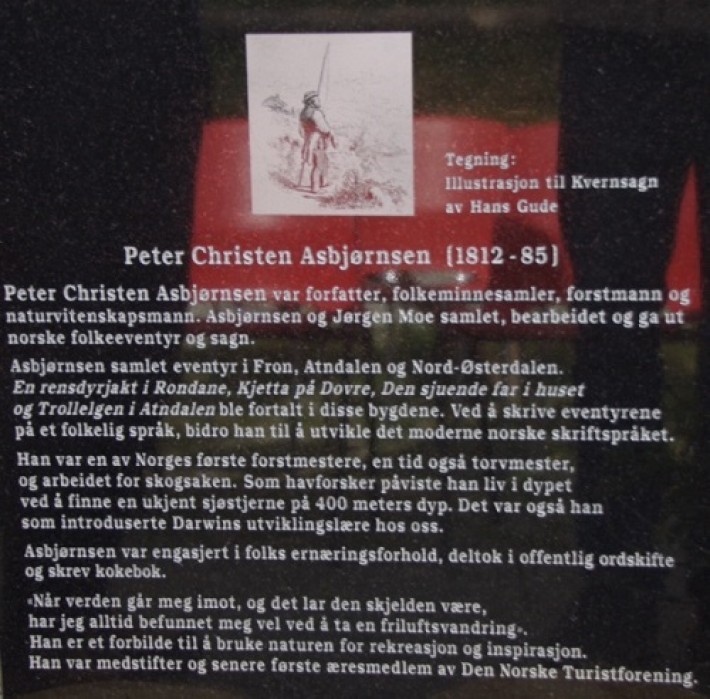 Tegning:
Illustrasjon til Kvernsagn
av Hans Gude
Peter Christen Asbjørnsen (1812-85)
Peter Christen Asbjørnsen var forfatter, folkeminnesamler, forstmann og
naturvitenskapsmann. Asbjørnsen og Jørgen Moe samlet, bearbeidet og ga ut
norske folkeeventyr og sagn.
Asbjørnsen samlet eventyr i Fron, Atndalen og Nord-Østerdalen.
En rensdyrjakt i Rondane, Kjetta på Dovre, Den sjuende far i huset
og Trollelgen i Atndalen ble fortalt i disse bygdene. Ved å skrive eventyrene
på et folkelig språk, bidro han til å utvikle det moderne norske skriftspråket.
Han var en av Norges første forstmestere, en tid også torvmester,
og arbeidet for skogsaken. Som havforsker påviste han liv i dypet
ved å finne en ukjent sjøstjerne på 400 meters dyp. Det var også han
som introduserte Darwins utviklingslære hos oss.
Asbjørnsen var engasjert i folks ernæringsforhold, deltok i offentlig ordskifte
og skrev kokebok.
«Når verden går meg imot, og det lar den skjelden være,
har jeg alltid befunnet meg vel ved å ta en friluftsvandring».
Han er et forbilde til å bruke naturen for rekreasjon og inspirasjon.
Han var medstifter og senere første æresmedlem av Den Norske Turistforening.